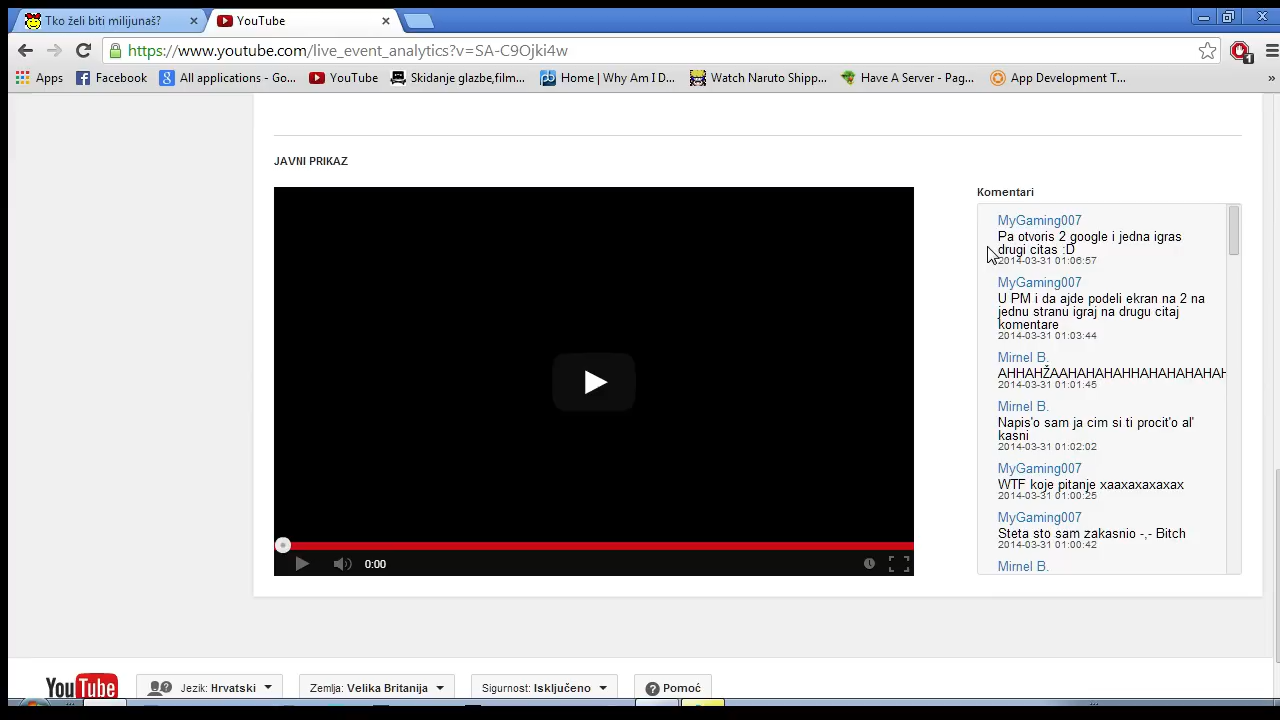 Tko želi biti milijunaš?
YouTube
https://www.youtube.com/live_event_analytics?v=SA-C9Ojki4w
Apps
Facebook
All applications - Go...
YouTube
Skidanje glazbe,film...
Home | Why Am I D...
Watch Naruto Shipp...
Have A Server - Pag...
App Development T...
»
JAVNI PRIKAZ
Komentari
MyGaming007
Pa otvoris 2 google i jedna igras
drugi citas :D
2014-03-31 01:06:57
MyGaming007
U PM i da ajde podeli ekran na 2 na
jednu stranu igraj na drugu citaj
komentare
2014-03-31 01:03:44
Mirnel B.
AHHAHŽAAHAHAHAHHAHAHAHAHAH
2014-03-31 01:01:45
Mirnel B.
Napis'o sam ja cim si ti procit'o al'
kasni
2014-03-31 01:02:02
MyGaming007
WTF koje pitanje xaaxaxaxaxax
2014-03-31 01:00:25
MyGaming007
Steta sto sam zakasnio -,- Bitch
2014-03-31 01:00:42
Mirnel B.
0:00
YouTube
Jezik: Hrvatski
Zemlja: Velika Britanija
Sigurnost: Isključeno
Pomoć